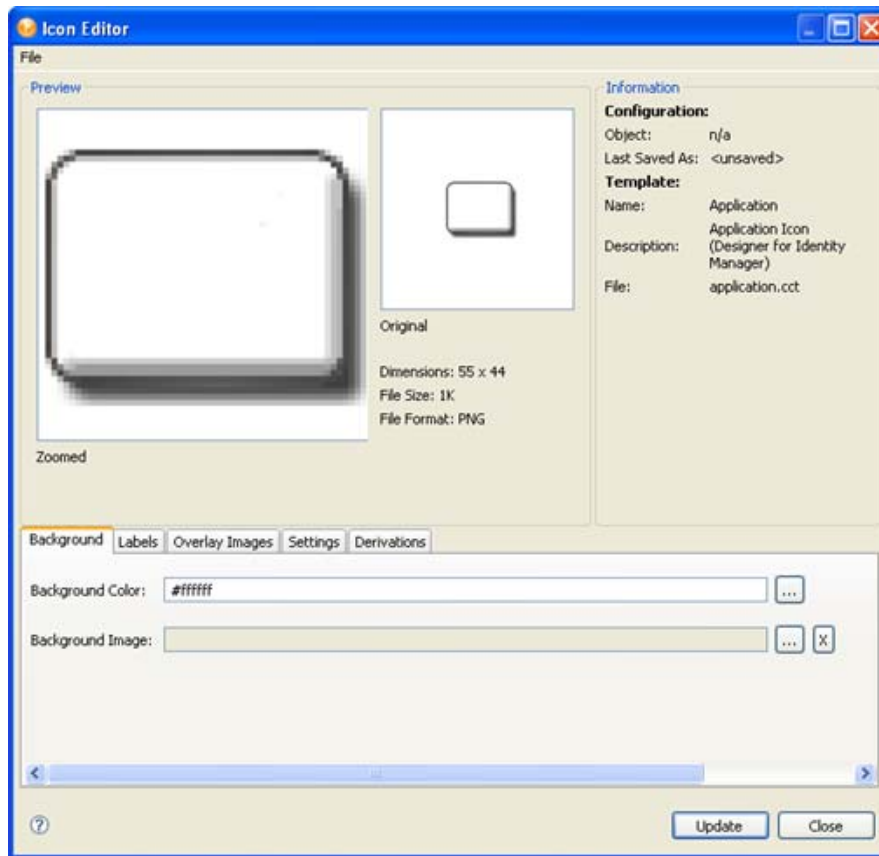 Icon Editor
File
Preview
Zoomed
Original
Dimensions: 55 x 44
File Size: 1K
File Format: PNG
Information
Configuration:
Object: n/a
Last Saved As: <unsaved>
Template:
Name: Application
Description: Application Icon
(Designer for Identity
Manager)
File: application.cct
Background Labels Overlay Images Settings Derivations
Background Color: #ffffff ...
Background Image: ... X
? Update Close